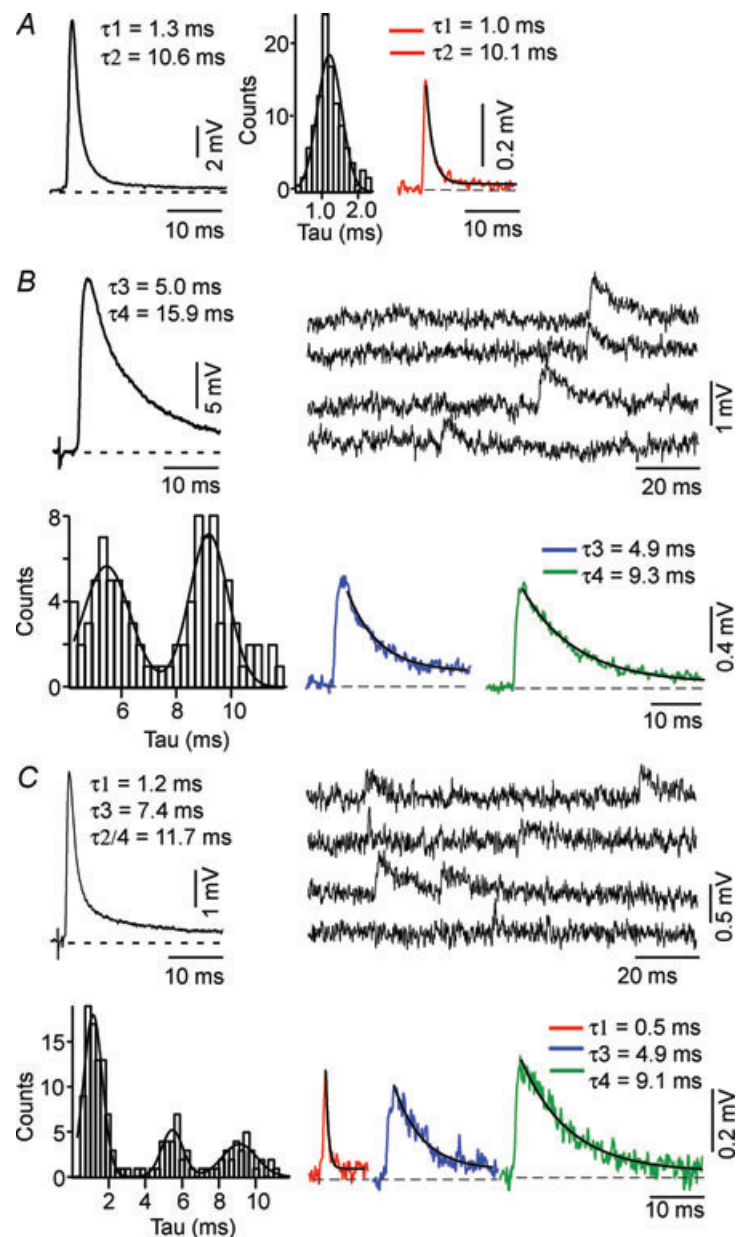 A
τ1 = 1.3 ms
τ2 = 10.6 ms
2 mV
10 ms
Counts
20
10
0
1.0 2.0
Tau (ms)
τ1 = 1.0 ms
τ2 = 10.1 ms
0.2 mV
10 ms
B
τ3 = 5.0 ms
τ4 = 15.9 ms
5 mV
10 ms
1 mV
20 ms
Counts
8
4
0
6 8 10
Tau (ms)
τ3 = 4.9 ms
τ4 = 9.3 ms
0.4 mV
10 ms
C
τ1 = 1.2 ms
τ3 = 7.4 ms
τ2/4 = 11.7 ms
1 mV
10 ms
0.5 mV
20 ms
Counts
15
10
5
0
2 4 6 8 10
Tau (ms)
τ1 = 0.5 ms
τ3 = 4.9 ms
τ4 = 9.1 ms
0.2 mV
10 ms